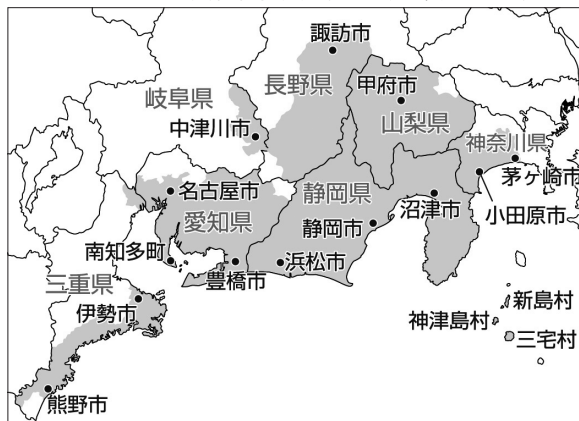 諏訪市
長野県
甲府市
岐阜県
山梨県
中津川市
神奈川県
茅ヶ崎市
名古屋市
静岡県
沼津市
小田原市
愛知県
静岡市
南知多町
豊橋市
浜松市
三重県
伊勢市
新島村
神津島村
三宅村
熊野市